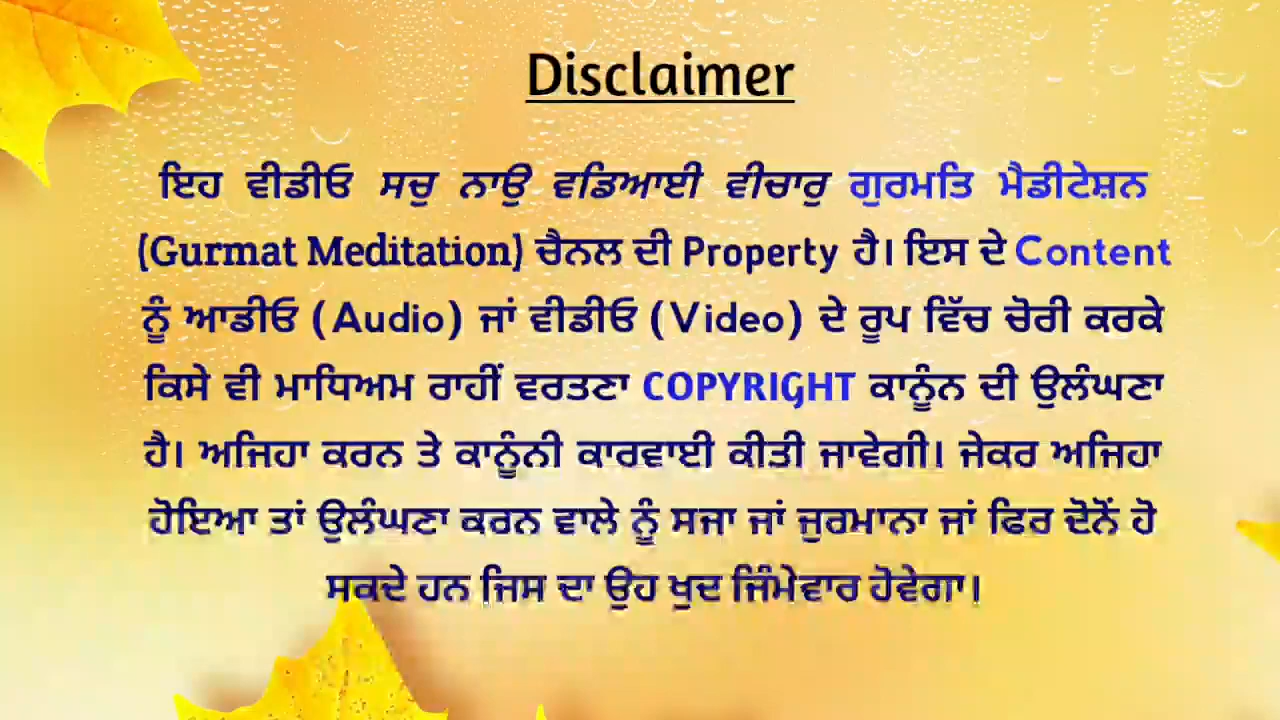 Disclaimer
ਇਹ ਵੀਡੀਓ ਸਚੁ ਨਾਉ ਵਡਿਆਈ ਵੀਚਾਰੁ ਗੁਰਮਤਿ ਮੈਡੀਟੇਸ਼ਨ
(Gurmat Meditation) ਚੈਨਲ ਦੀ Property ਹੈ। ਇਸ ਦੇ Content
ਨੂੰ ਆਡੀਓ (Audio) ਜਾਂ ਵੀਡੀਓ (Video) ਦੇ ਰੂਪ ਵਿੱਚ ਚੋਰੀ ਕਰਕੇ
ਕਿਸੇ ਵੀ ਮਾਧਿਅਮ ਰਾਹੀਂ ਵਰਤਣਾ COPYRIGHT ਕਾਨੂੰਨ ਦੀ ਉਲੰਘਣਾ
ਹੈ। ਅਜਿਹਾ ਕਰਨ ਤੇ ਕਾਨੂੰਨੀ ਕਾਰਵਾਈ ਕੀਤੀ ਜਾਵੇਗੀ। ਜੇਕਰ ਅਜਿਹਾ
ਹੋਇਆ ਤਾਂ ਉਲੰਘਣਾ ਕਰਨ ਵਾਲੇ ਨੂੰ ਸਜਾ ਜਾਂ ਜੁਰਮਾਨਾ ਜਾਂ ਫਿਰ ਦੋਨੋਂ ਹੋ
ਸਕਦੇ ਹਨ ਜਿਸ ਦਾ ਉਹ ਖੁਦ ਜਿੰਮੇਵਾਰ ਹੋਵੇਗਾ।